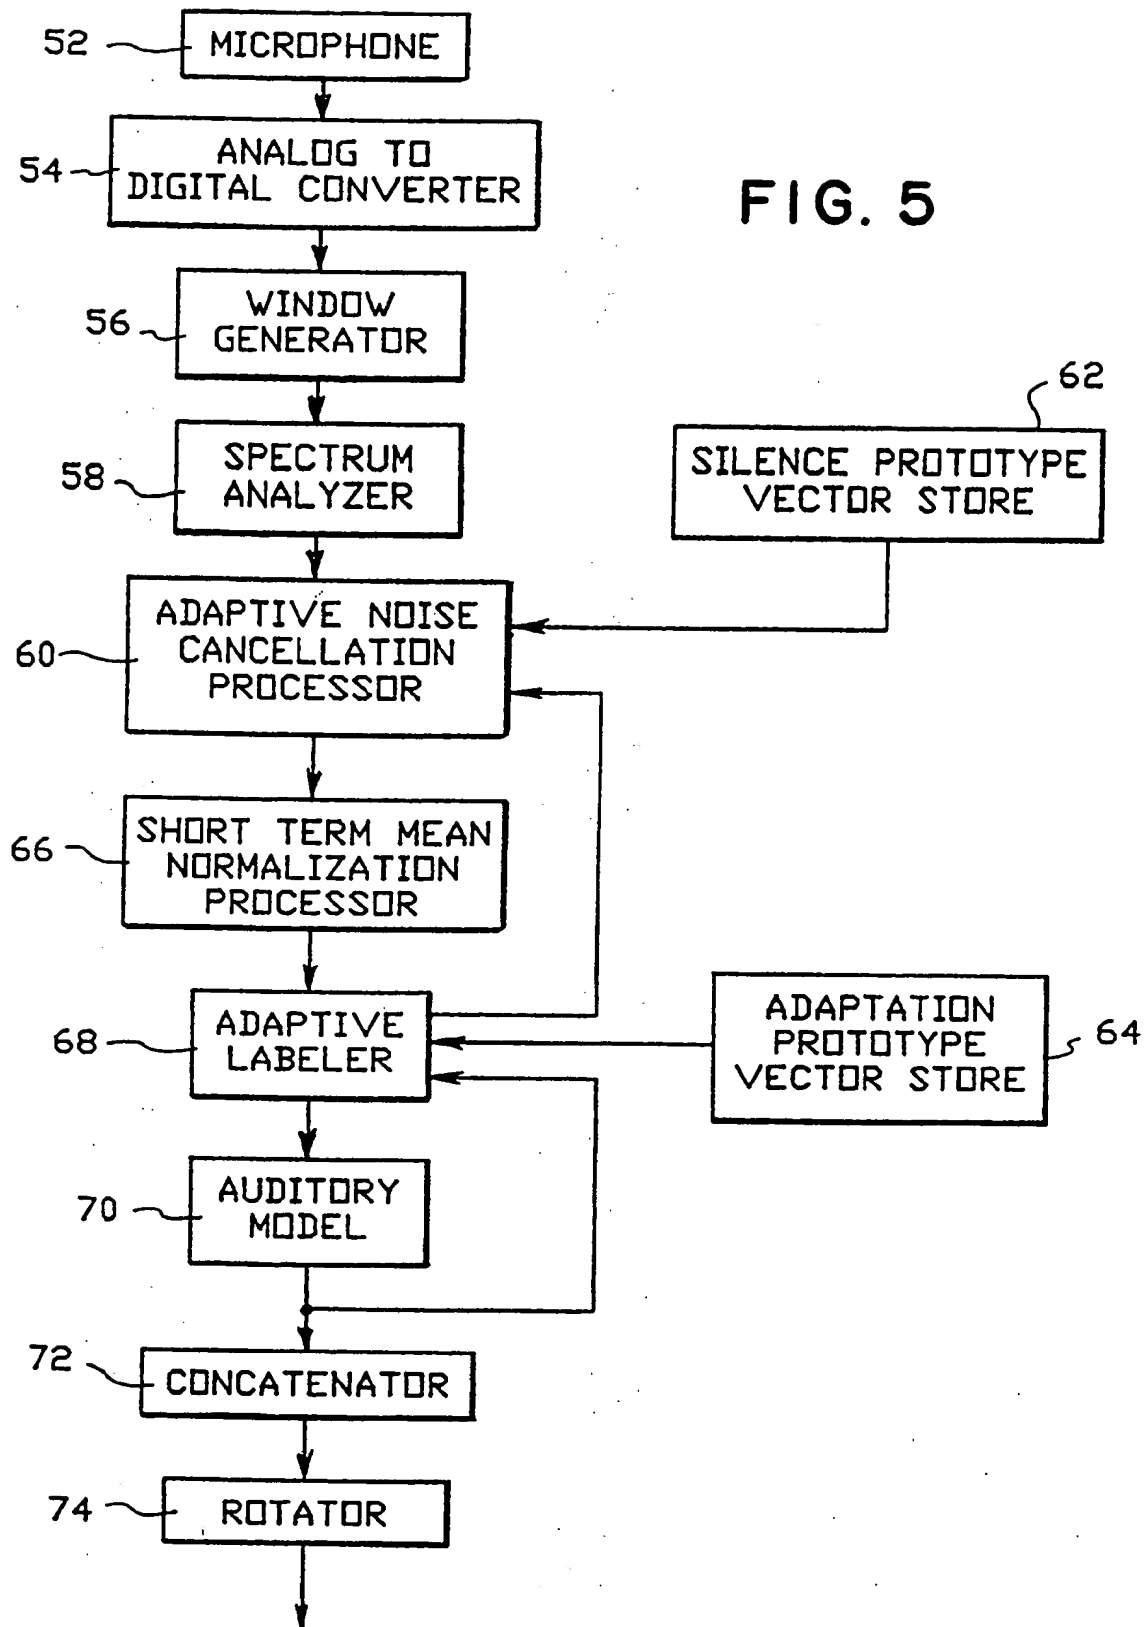 52
MICROPHONE
54
ANALOG TO
DIGITAL CONVERTER
FIG. 5
56
WINDOW
GENERATOR
58
SPECTRUM
ANALYZER
62
SILENCE PROTOTYPE
VECTOR STORE
60
ADAPTIVE NOISE
CANCELLATION
PROCESSOR
66
SHORT TERM MEAN
NORMALIZATION
PROCESSOR
68
ADAPTIVE
LABELER
64
ADAPTATION
PROTOTYPE
VECTOR STORE
70
AUDITORY
MODEL
72
CONCATENATOR
74
ROTATOR